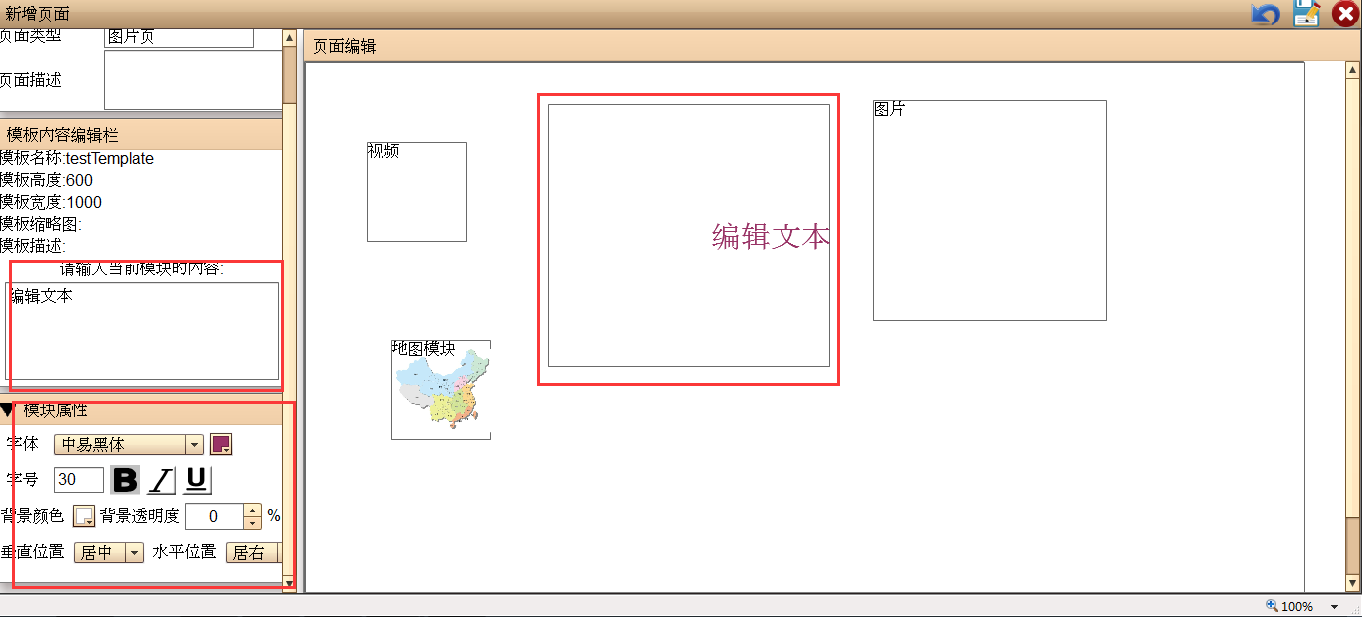 新增页面
页面类型 图片页
页面描述
模板内容编辑栏
模板名称:testTemplate
模板高度:600
模板宽度:1000
模板缩略图:
模板描述:
请输入当前模块的内容:
编辑文本
模块属性
字体 中易黑体
字号 30 B I U
背景颜色 背景透明度 0 %
垂直位置 居中 水平位置 居右
页面编辑
视频
编辑文本
图片
地图模块
100%